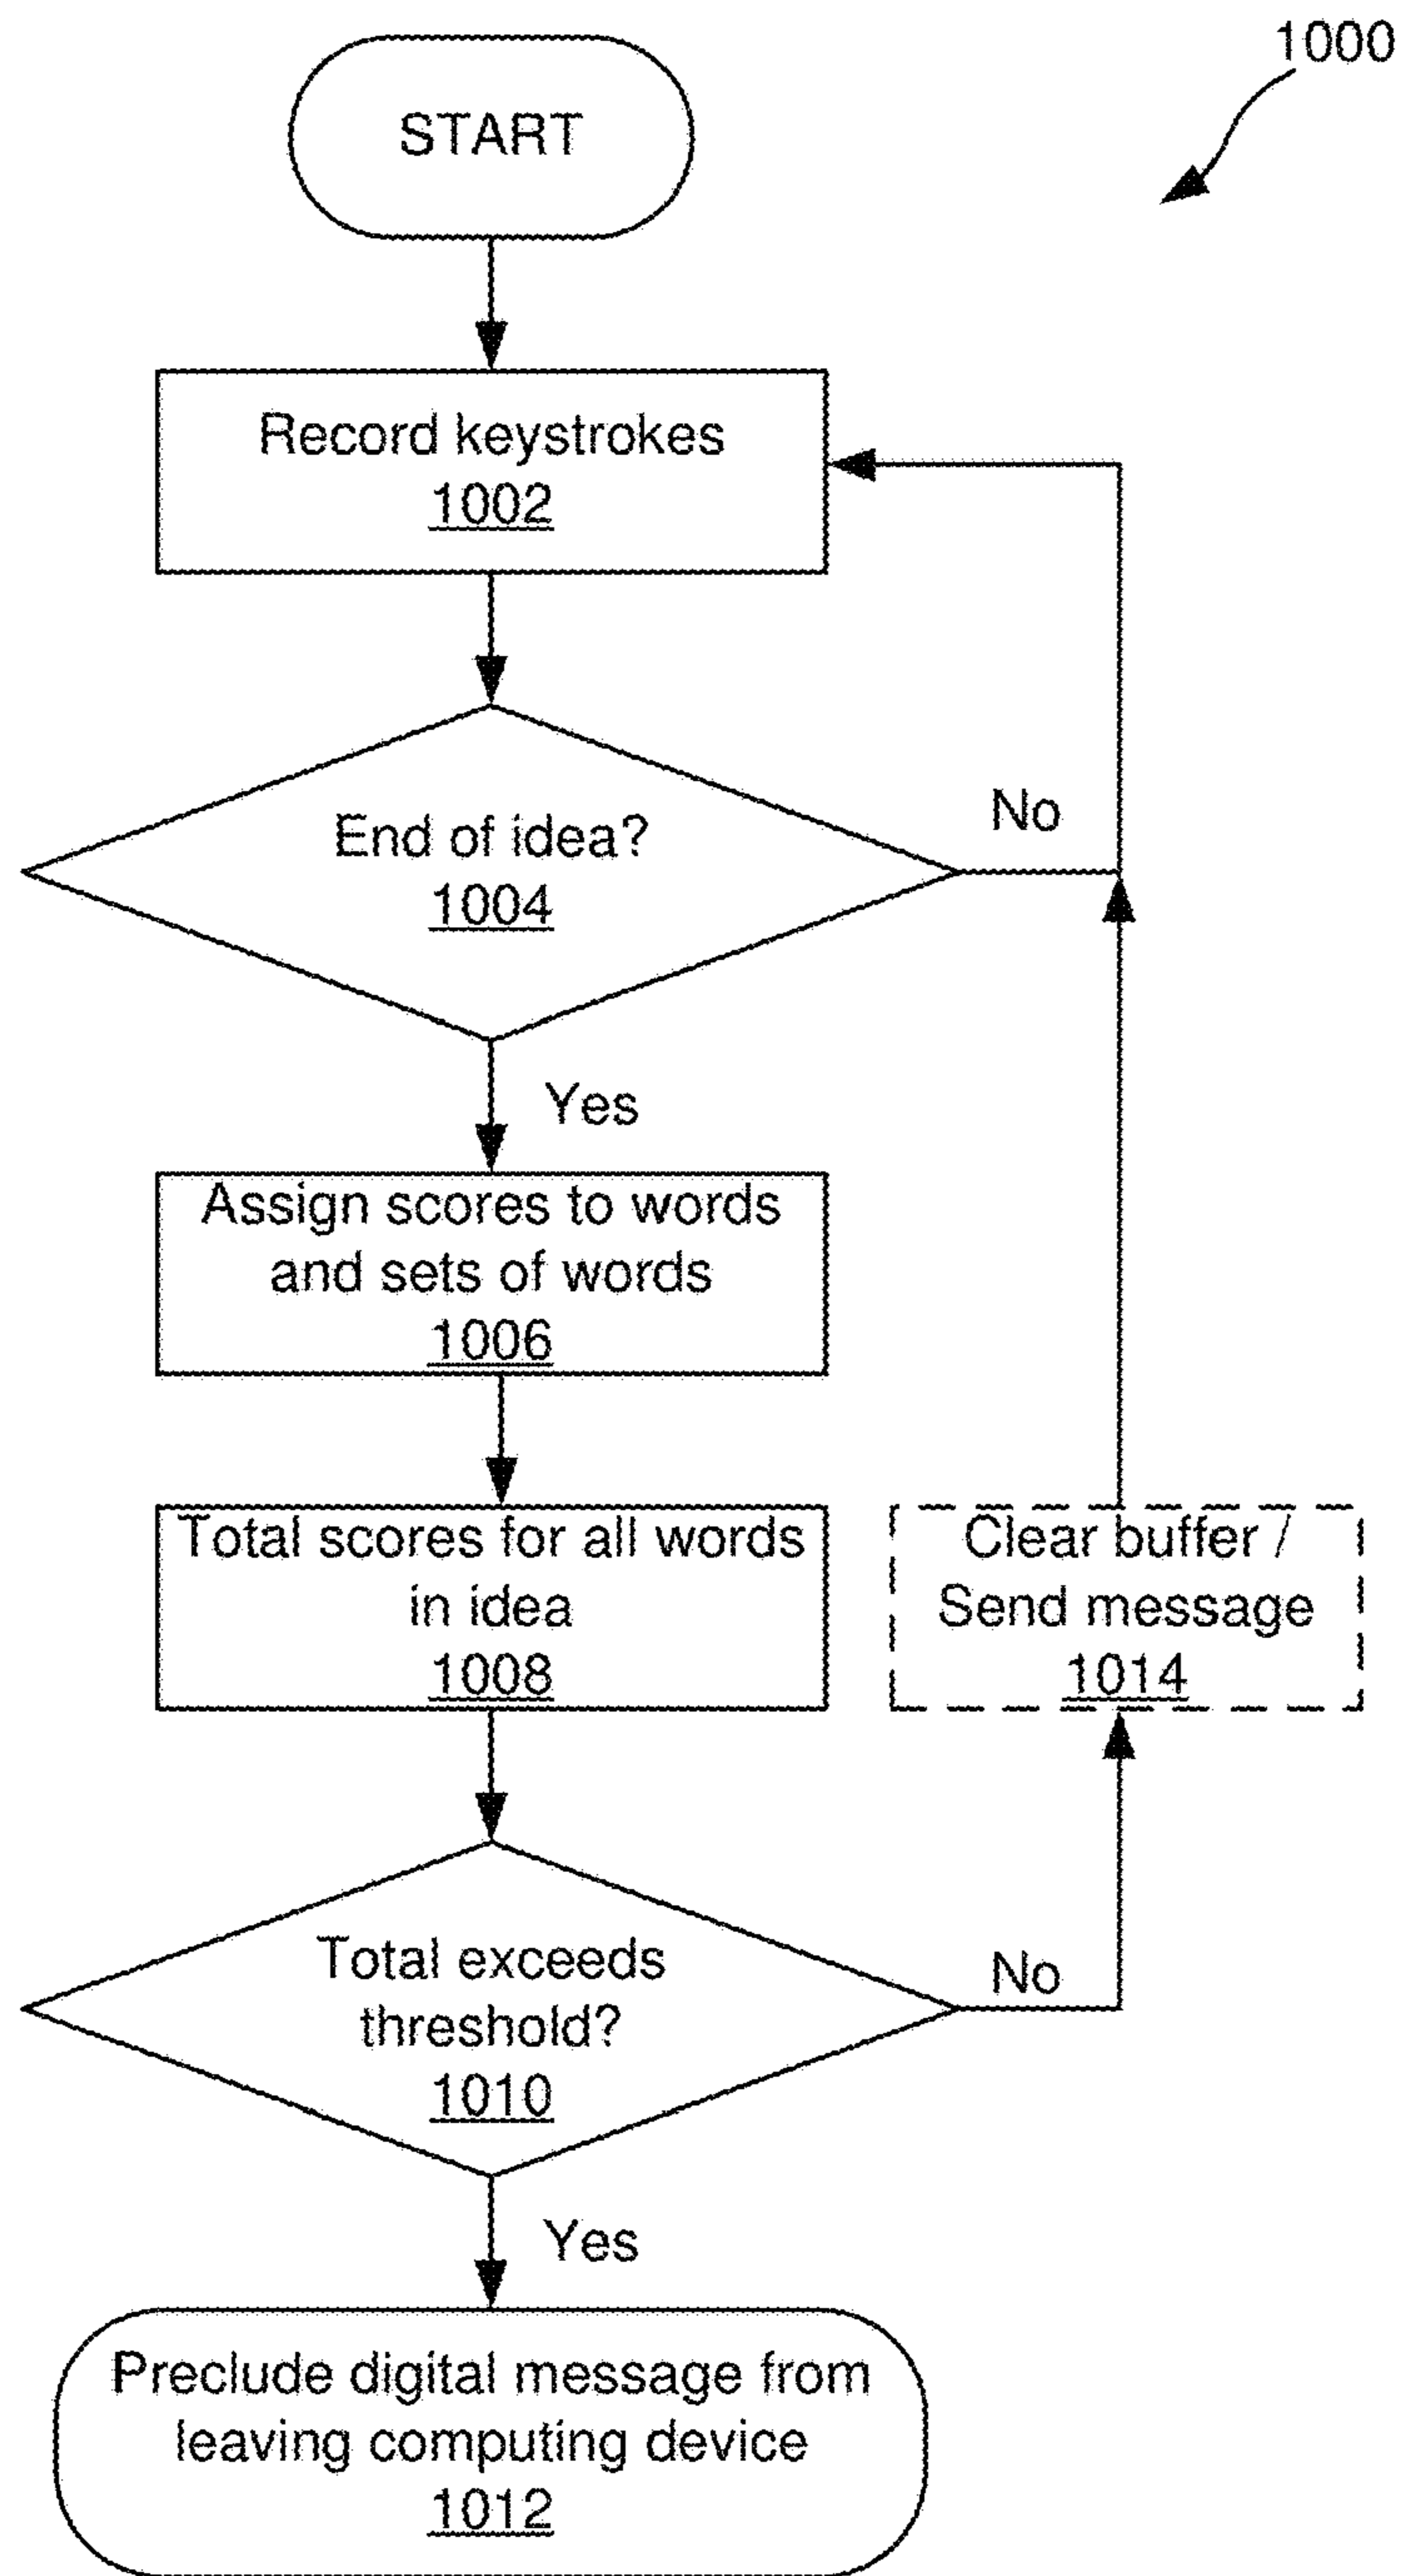 1000
START
Record keystrokes
1002
End of idea?
1004
No
Yes
Assign scores to words
and sets of words
1006
Total scores for all words
in idea
1008
Clear buffer /
Send message
1014
Total exceeds
threshold?
1010
No
Yes
Preclude digital message from
leaving computing device
1012